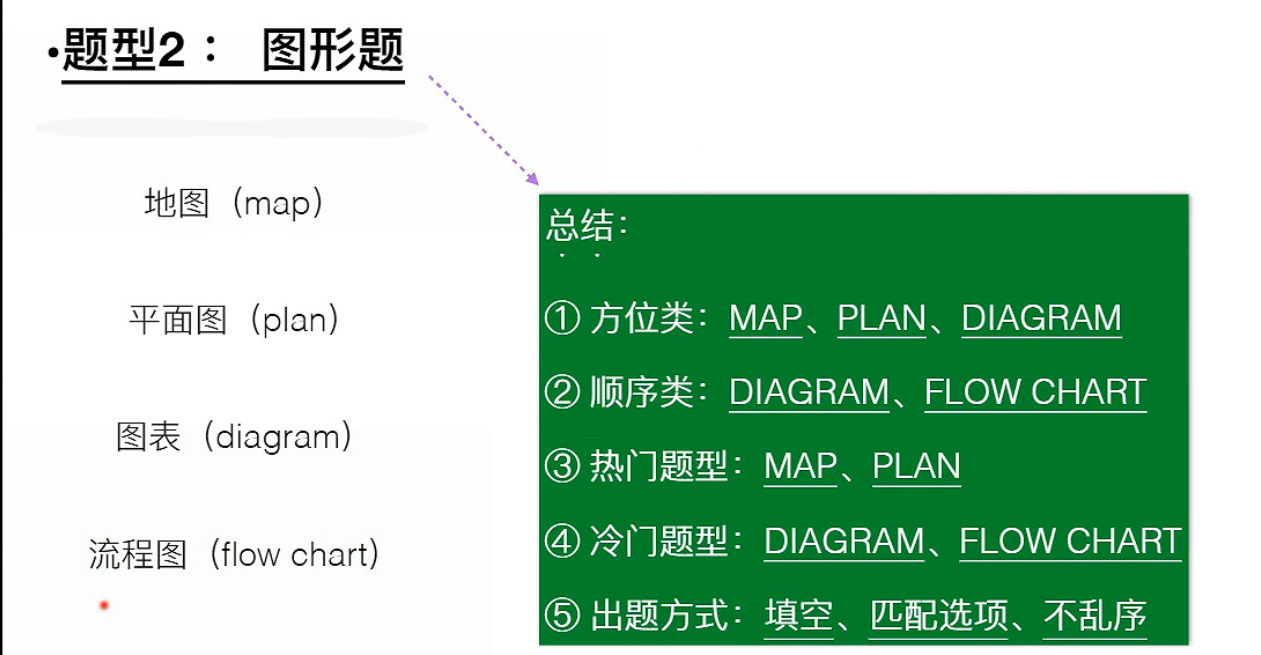 •题型2： 图形题
地图（map）
平面图（plan）
图表（diagram）
流程图（flow chart）
总结：
① 方位类：MAP、PLAN、DIAGRAM
② 顺序类：DIAGRAM、FLOW CHART
③ 热门题型：MAP、PLAN
④ 冷门题型：DIAGRAM、FLOW CHART
⑤ 出题方式：填空、匹配选项、不乱序